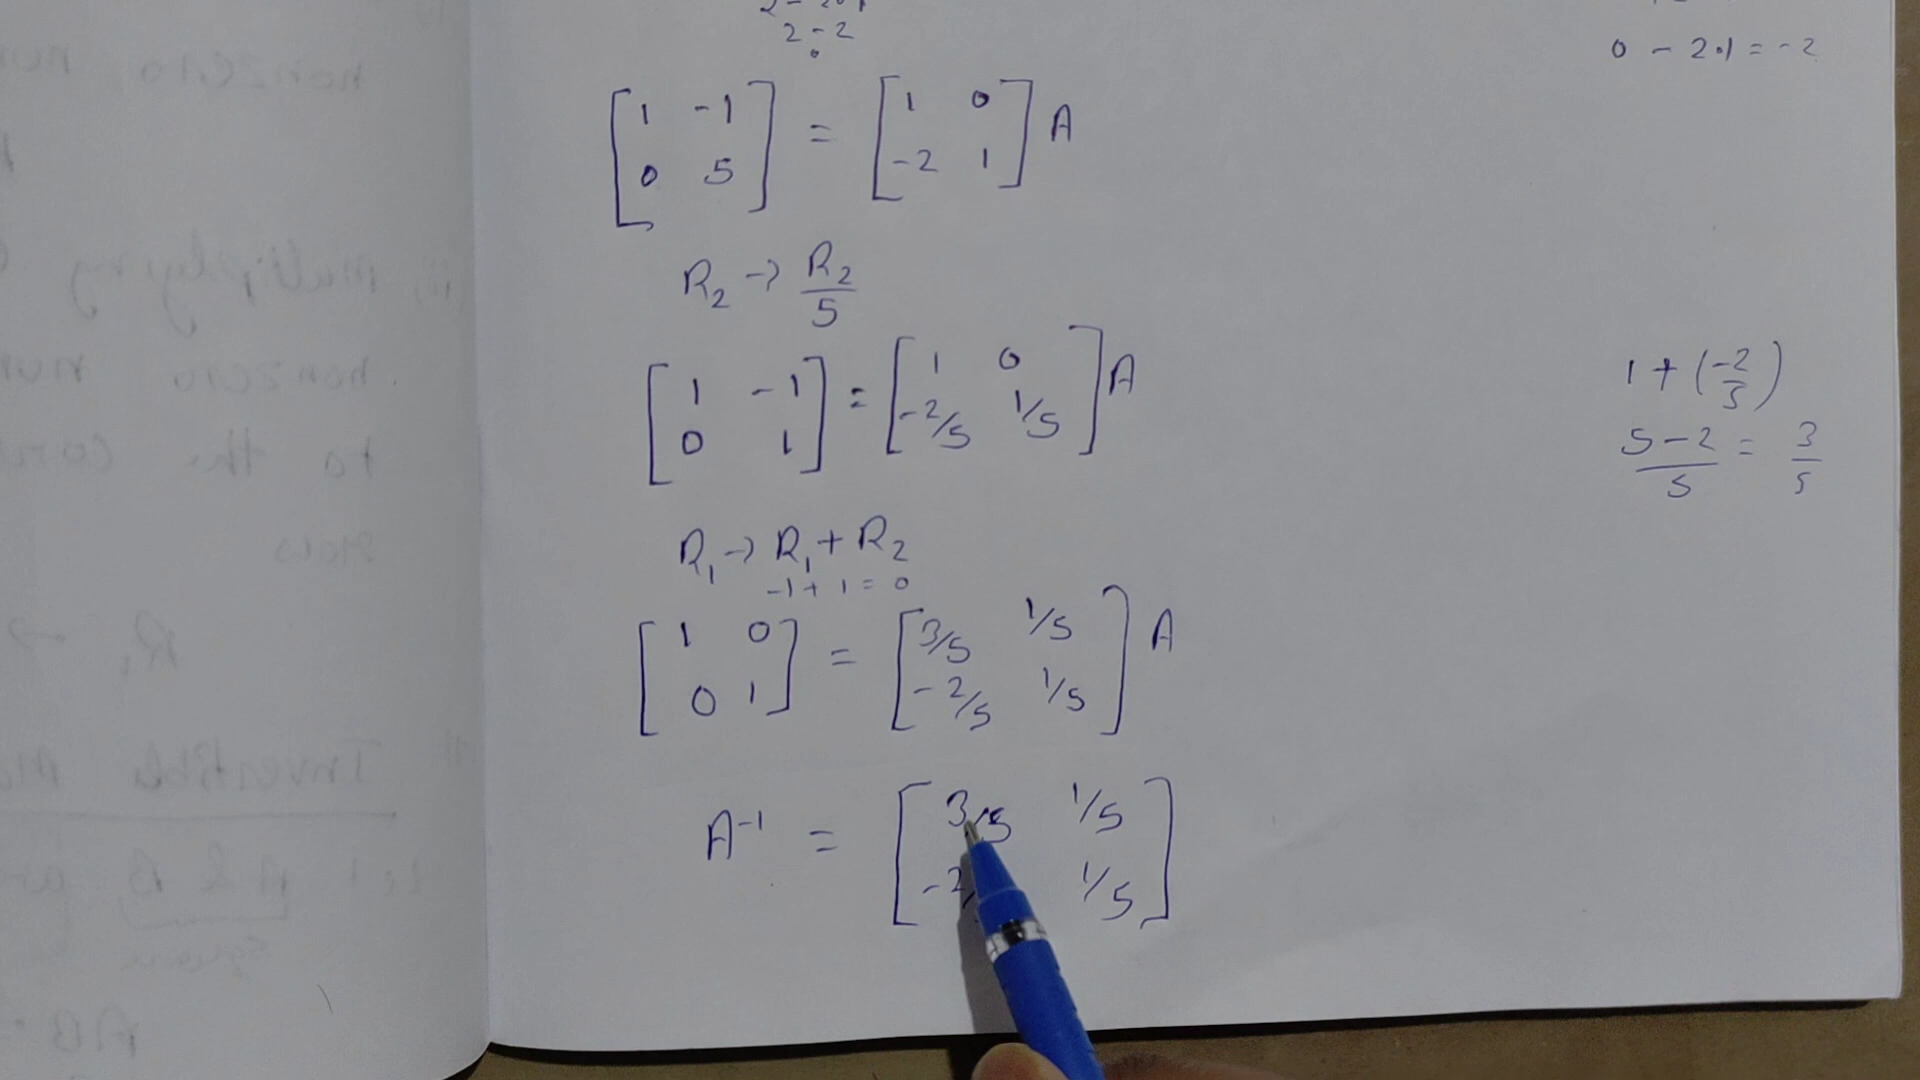 2 - 2
0
0 - 2·1 = -2
[1 -1
0 5] = [1 0
-2 1] A
R2 → R2/5
[1 -1
0 1] = [1 0
-2/5 1/5] A
1 + (-2/5)
5-2/5 = 3/5
R1 → R1 + R2
-1 + 1 = 0
[1 0
0 1] = [3/5 1/5
-2/5 1/5] A
A-1 = [3/5 1/5
-2/ 1/5]